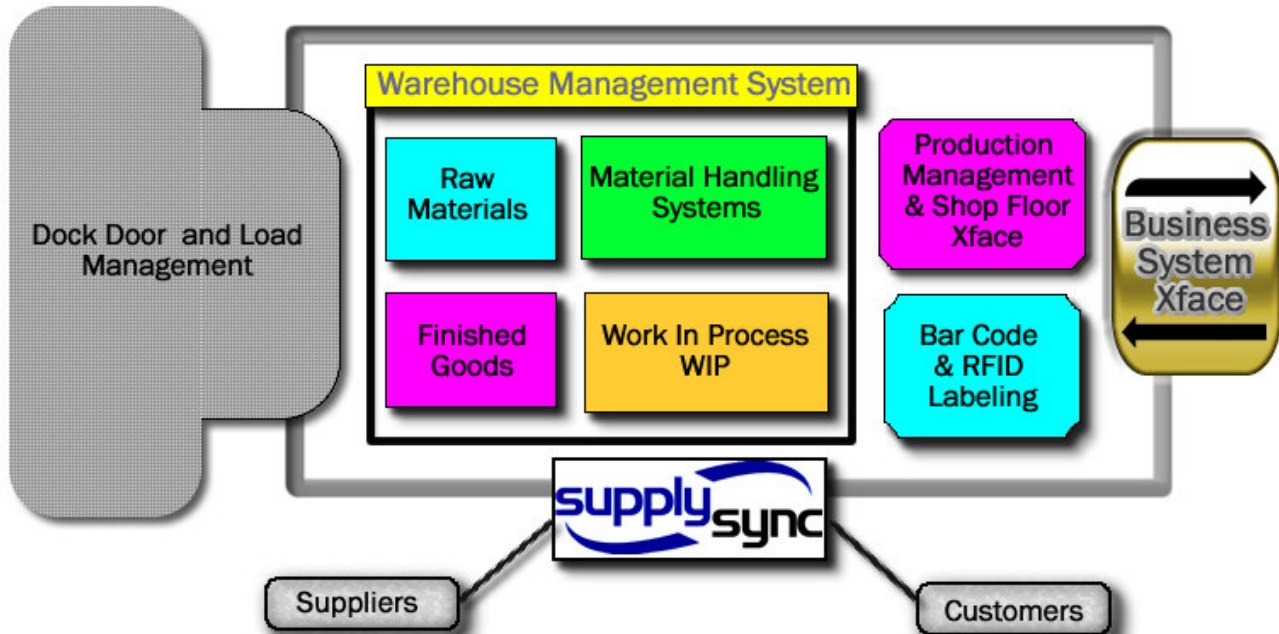 Warehouse Management System
Dock Door and Load
Management
Raw
Materials
Material Handling
Systems
Finished
Goods
Work In Process
WIP
Production
Management
& Shop Floor
Xface
Bar Code
& RFID
Labeling
Business
System
Xface
supply
sync
Suppliers
Customers